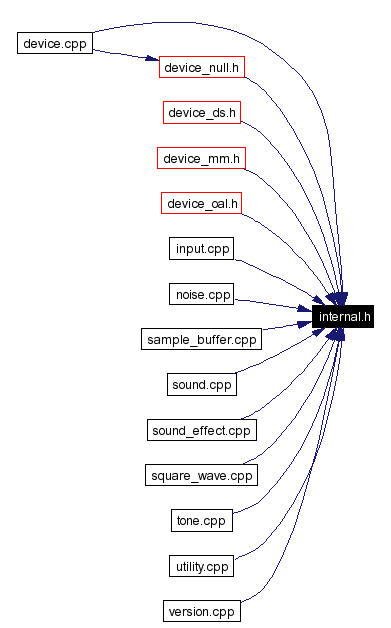 device.cpp
device_null.h
device_ds.h
device_mm.h
device_oal.h
input.cpp
noise.cpp
internal.h
sample_buffer.cpp
sound.cpp
sound_effect.cpp
square_wave.cpp
tone.cpp
utility.cpp
version.cpp